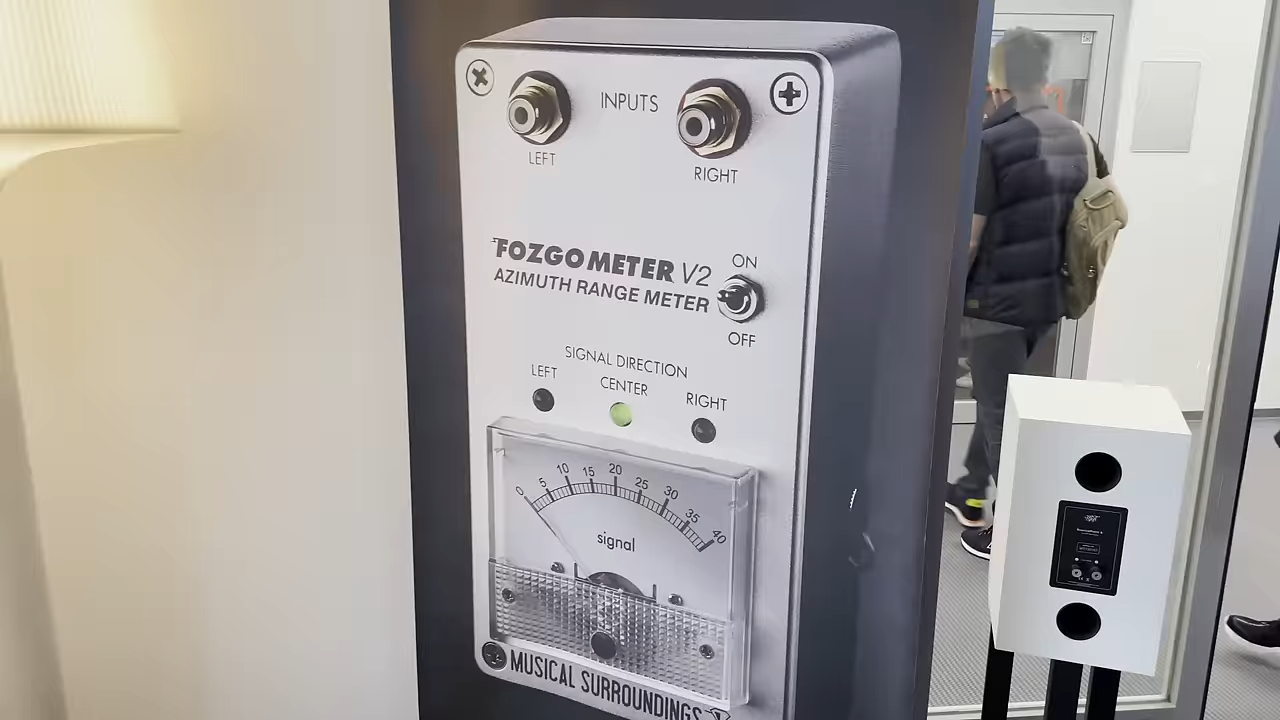 INPUTS
LEFT
RIGHT
FOZGOMETER V2
AZIMUTH RANGE METER
ON
OFF
SIGNAL DIRECTION
LEFT
CENTER
RIGHT
0 5 10 15 20 25 30 35 40
signal
MUSICAL SURROUNDINGS